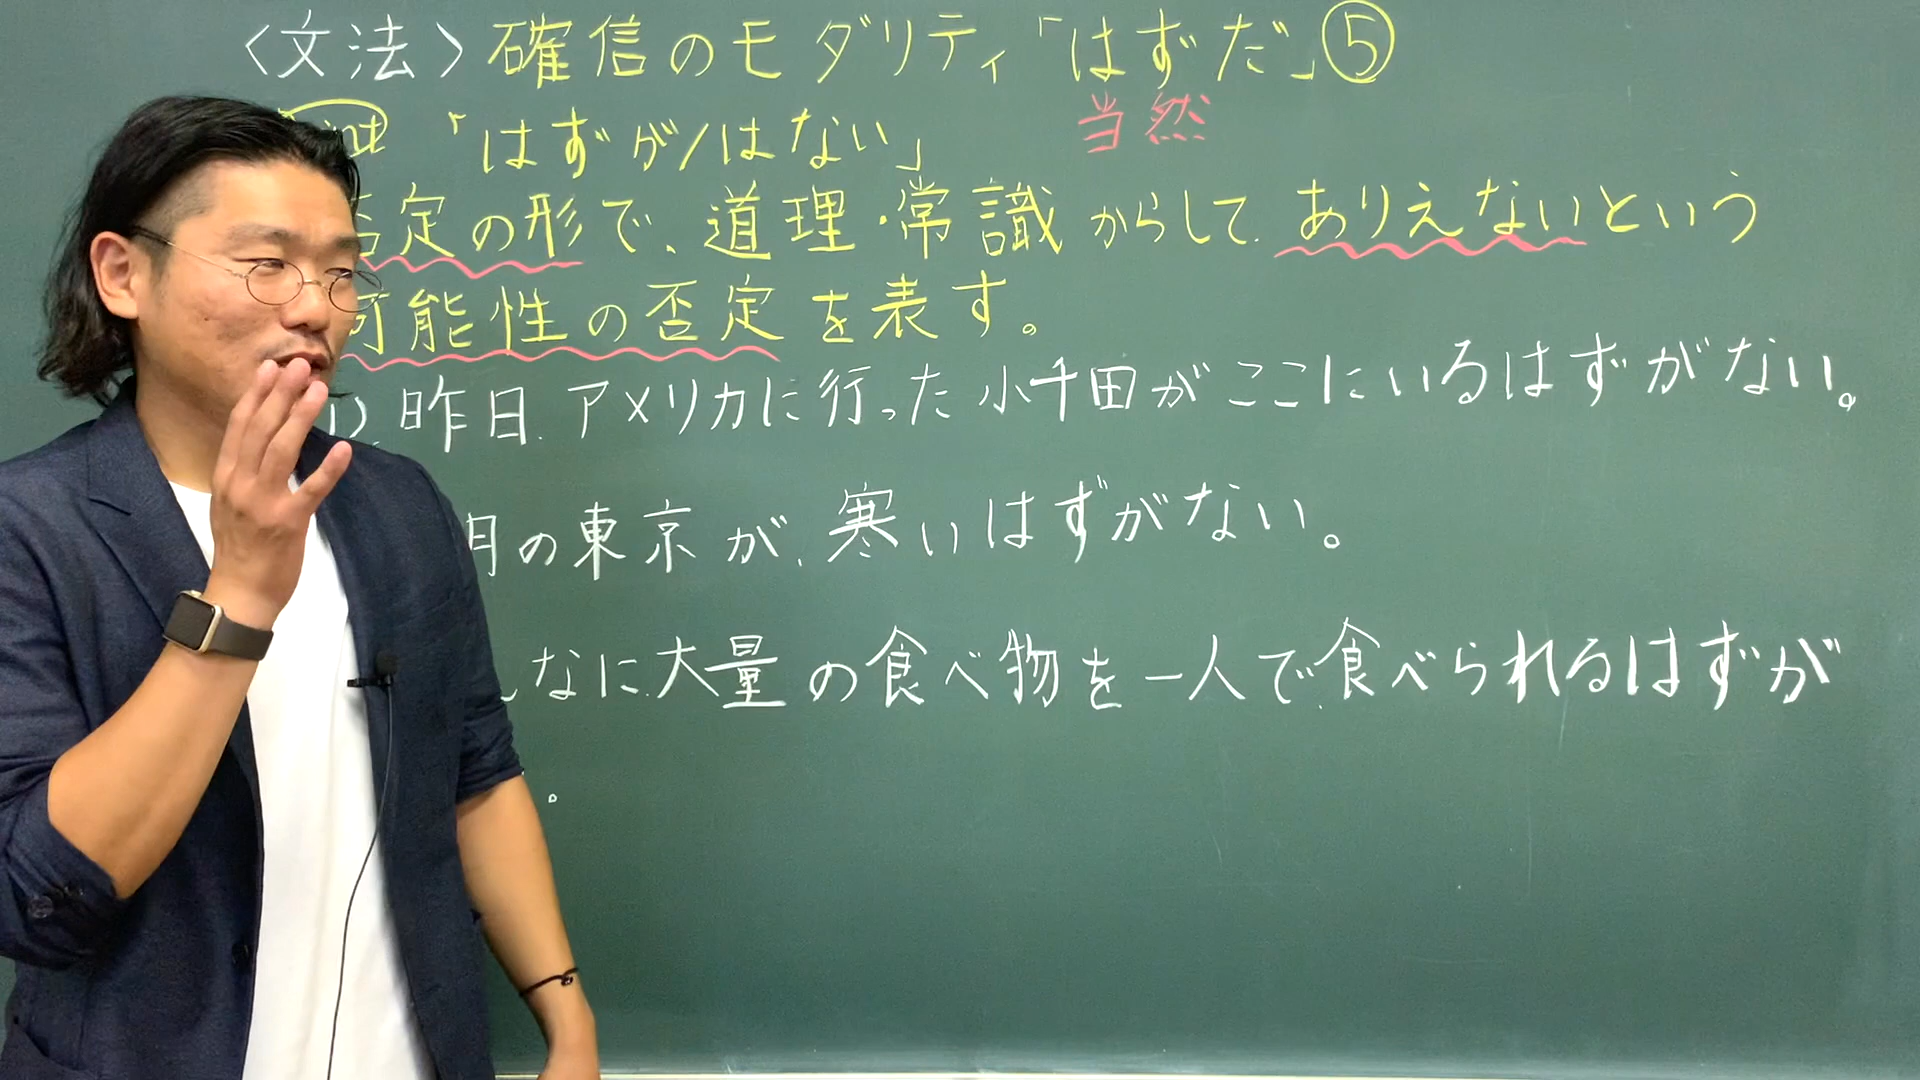 〈文法〉確信のモダリティ「はずだ」⑤
「はずが/はない」 当然
否定の形で、道理・常識からして、ありえないという
可能性の否定を表す。
1). 昨日、アメリカに行った小千田がここにいるはずがない。
月の東京が、寒いはずがない。
なに、大量の食べ物を一人で、食べられるはずが
。